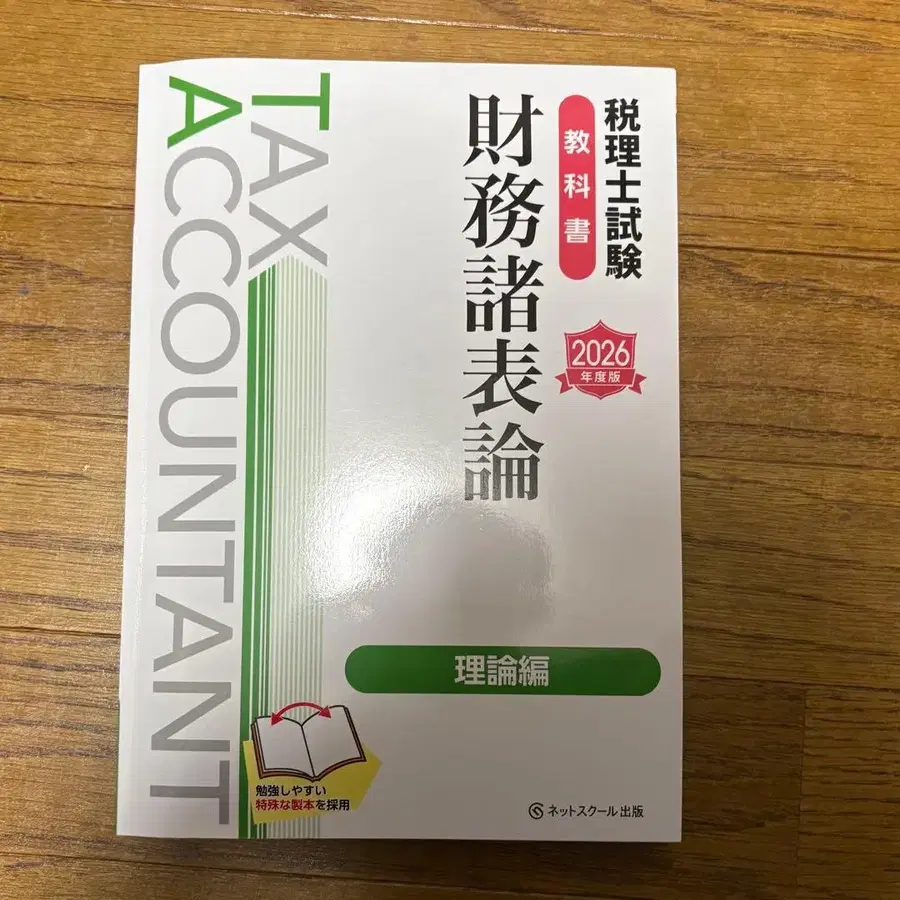 税理士試験
教科書
財務諸表論
2026
年度版
TAX
ACCOUNTANT
理論編
勉強しやすい
特殊な製本を採用
ネットスクール出版